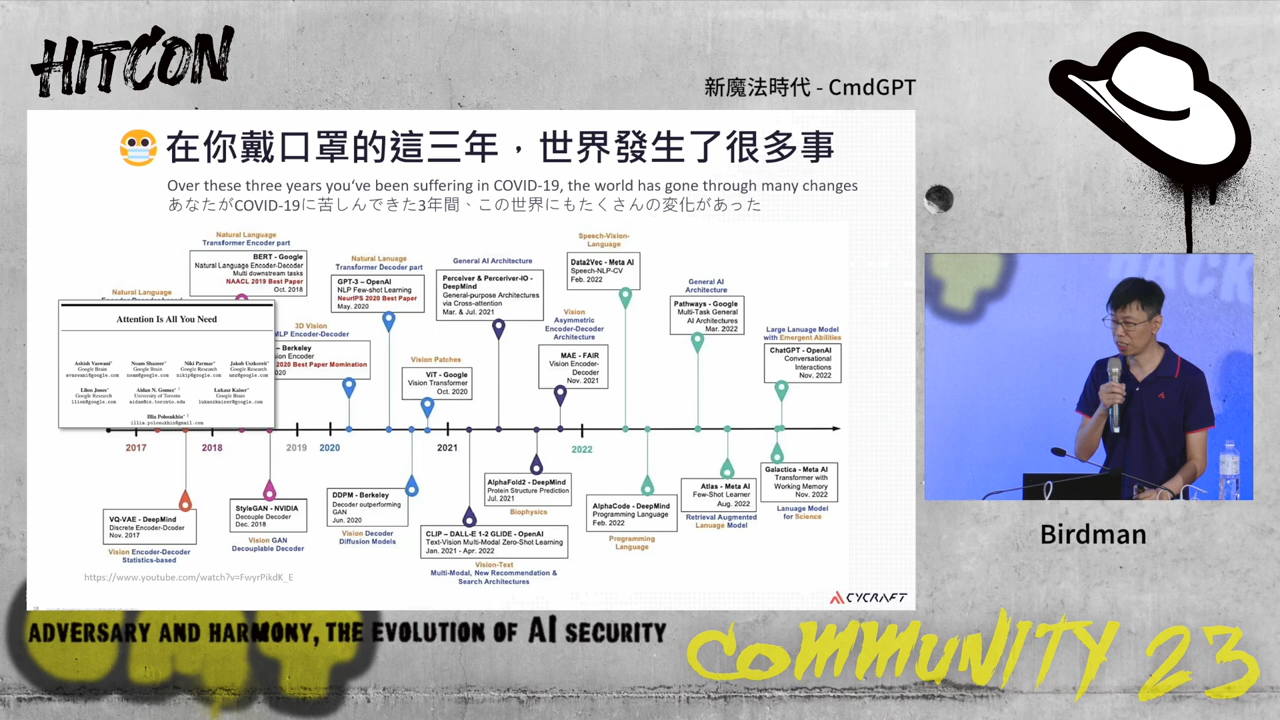 HITCON
新魔法時代 - CmdGPT
在你戴口罩的這三年，世界發生了很多事
Over these three years you've been suffering in COVID-19, the world has gone through many changes
あなたがCOVID-19に苦しんできた3年間、この世界にもたくさんの変化があった
Natural Language
Transformer Encoder part
BERT - Google
Natural Language Encoder-Decoder
Multi downstream tasks
NAACL 2019 Best Paper
Oct. 2018
Natural Language
Attention Is All You Need
Ashish Vaswani*
Google Brain
avaswani@google.com
Noam Shazeer*
Google Brain
noam@google.com
Niki Parmar*
Google Research
nikip@google.com
Jakob Uszkoreit*
Google Research
usz@google.com
Llion Jones*
Google Research
llion@google.com
Aidan N. Gomez* †
University of Toronto
aidan@cs.toronto.edu
Łukasz Kaiser*
Google Brain
lukaszkaiser@google.com
Illia Polosukhin* ‡
illia.polosukhin@gmail.com
3D Vision
MLP Encoder-Decoder
- Berkeley
ion Encoder
2020 Best Paper Momination
020
Natural Lanuage
Transformer Decoder part
GPT-3 – OpenAI
NLP Few-shot Learning
NeurIPS 2020 Best Paper
May. 2020
Vision Patches
ViT - Google
Vision Transformer
Oct. 2020
General AI Architecture
Perceiver & Perceriver-IO -
DeepMind
General-purpose Architectures
via Cross-attention
Mar. & Jul. 2021
Vision
Asymmetric
Encoder-Decoder
Architecture
MAE - FAIR
Vision Encoder-
Decoder
Nov. 2021
Speech-Vision-
Language
Data2Vec - Meta AI
Speech-NLP-CV
Feb. 2022
General AI
Architecture
Pathways - Google
Multi-Task General
AI Architectures
Mar. 2022
Large Lanuage Model
with Emergent Abilities
ChatGPT - OpenAI
Conversational
Interactions
Nov. 2022
2017
2018
2019
2020
2021
2022
VQ-VAE - DeepMind
Discrete Encoder-Dcoder
Nov. 2017
Vision Encoder-Decoder
Statistics-based
StyleGAN - NVIDIA
Decouple Decoder
Dec. 2018
Vision GAN
Decouplable Decoder
DDPM - Berkeley
Decoder outperforming
GAN
Jun. 2020
Vision Decoder
Diffusion Models
CLIP – DALL-E 1-2 GLIDE - OpenAI
Text-Vision Multi-Modal Zero-Shot Learning
Jan. 2021 - Apr. 2022
Vision-Text
Multi-Modal, New Recommendation &
Search Architectures
AlphaFold2 - DeepMind
Protein Structure Prediction
Jul. 2021
Biophysics
AlphaCode - DeepMind
Programming Language
Feb. 2022
Programming
Language
Atlas - Meta AI
Few-Shot Learner
Aug. 2022
Retrieval Augmented
Lanuage Model
Galactica - Meta AI
Transformer with
Working Memory
Nov. 2022
Lanuage Model
for Science
https://www.youtube.com/watch?v=FwyrPikdK_E
CYCRAFT
Birdman
ADVERSARY AND HARMONY, THE EVOLUTION OF AI SECURITY
COMMUNITY 23